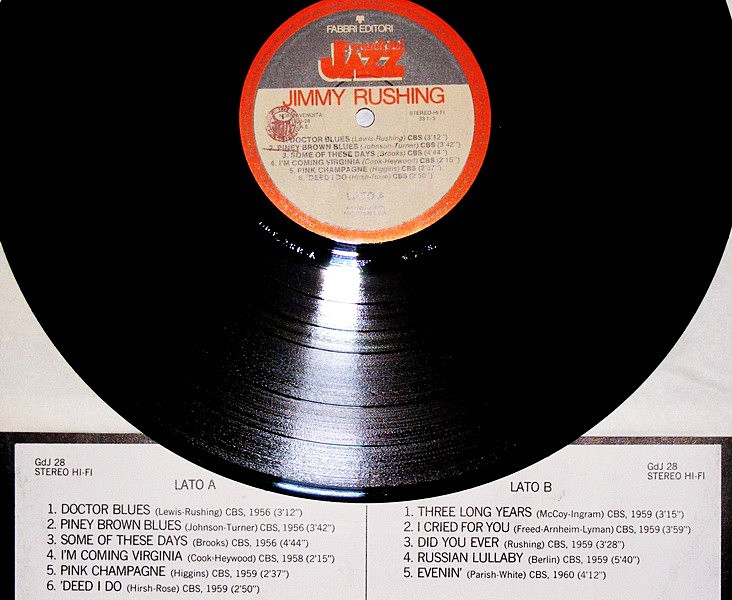 FABBRI EDITORI
JAZZ
JIMMY RUSHING
STEREO-HI-FI
33 1/3
1. DOCTOR BLUES (Lewis-Rushing) CBS (3'12")
2. PINEY BROWN BLUES (Johnson-Turner) CBS (3'42")
3. SOME OF THESE DAYS (Brooks) CBS (4'44")
4. I'M COMING VIRGINIA (Cook-Heywood) CBS (2'15")
5. PINK CHAMPAGNE (Higgins) CBS (2'37")
6. 'DEED I DO (Hirsh-Rose) CBS (2'50")
LATO A
GdJ 28
STEREO HI-FI
LATO A
1. DOCTOR BLUES (Lewis-Rushing) CBS, 1956 (3'12")
2. PINEY BROWN BLUES (Johnson-Turner) CBS, 1956 (3'42")
3. SOME OF THESE DAYS (Brooks) CBS, 1956 (4'44")
4. I'M COMING VIRGINIA (Cook-Heywood) CBS, 1958 (2'15")
5. PINK CHAMPAGNE (Higgins) CBS, 1959 (2'37")
6. 'DEED I DO (Hirsh-Rose) CBS, 1959 (2'50")
GdJ 28
STEREO HI-FI
LATO B
1. THREE LONG YEARS (McCoy-Ingram) CBS, 1959 (3'15")
2. I CRIED FOR YOU (Freed-Arnheim-Lyman) CBS, 1959 (3'59")
3. DID YOU EVER (Rushing) CBS, 1959 (3'28")
4. RUSSIAN LULLABY (Berlin) CBS, 1959 (5'40")
5. EVENIN' (Parish-White) CBS, 1960 (4'12")